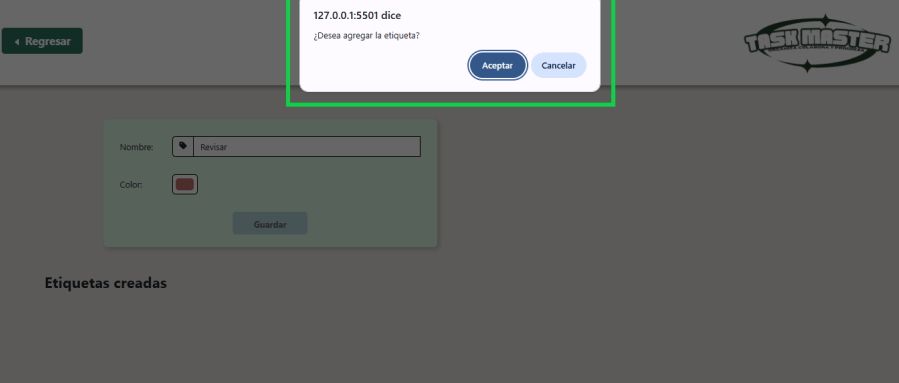 127.0.0.1:5501 dice
¿Desea agregar la etiqueta?
Aceptar
Cancelar
Regresar
TASK MASTER
Nombre:
Revisar
Color:
Guardar
Etiquetas creadas